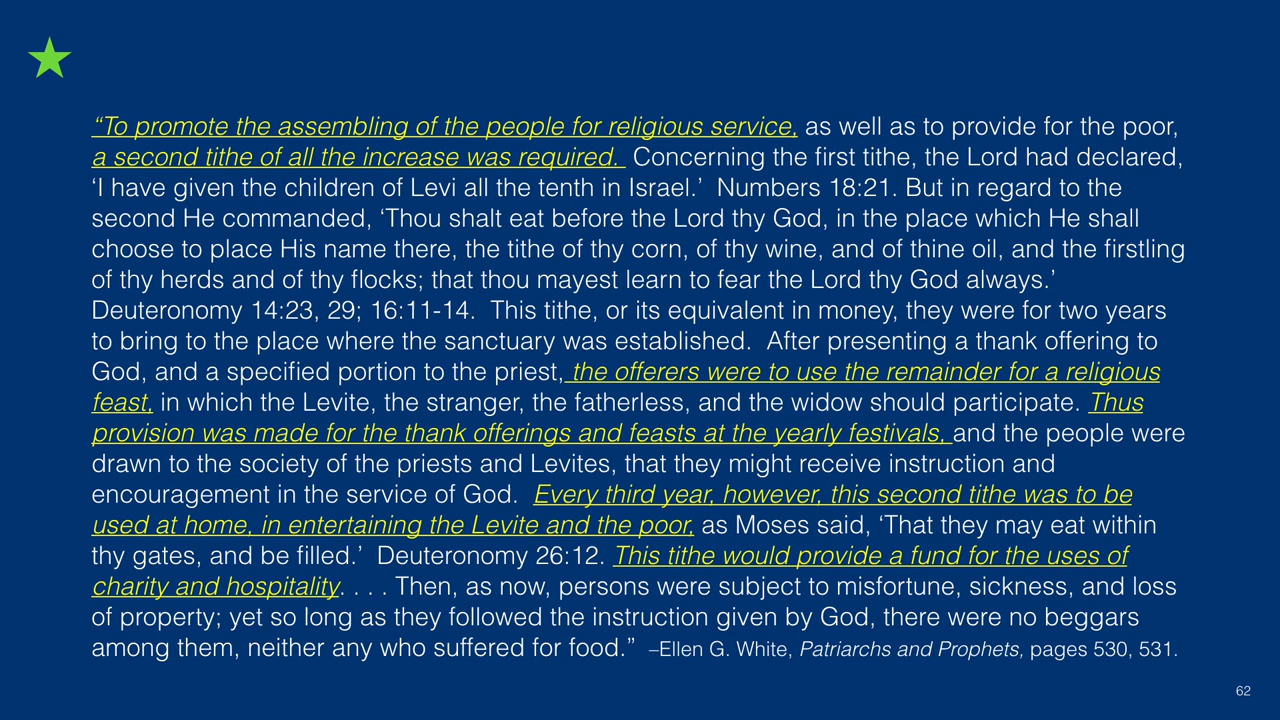 “To promote the assembling of the people for religious service, as well as to provide for the poor,
a second tithe of all the increase was required.  Concerning the first tithe, the Lord had declared,
‘I have given the children of Levi all the tenth in Israel.’  Numbers 18:21. But in regard to the
second He commanded, ‘Thou shalt eat before the Lord thy God, in the place which He shall
choose to place His name there, the tithe of thy corn, of thy wine, and of thine oil, and the firstling
of thy herds and of thy flocks; that thou mayest learn to fear the Lord thy God always.’
Deuteronomy 14:23, 29; 16:11-14.  This tithe, or its equivalent in money, they were for two years
to bring to the place where the sanctuary was established.  After presenting a thank offering to
God, and a specified portion to the priest, the offerers were to use the remainder for a religious
feast, in which the Levite, the stranger, the fatherless, and the widow should participate. Thus
provision was made for the thank offerings and feasts at the yearly festivals, and the people were
drawn to the society of the priests and Levites, that they might receive instruction and
encouragement in the service of God.  Every third year, however, this second tithe was to be
used at home, in entertaining the Levite and the poor, as Moses said, ‘That they may eat within
thy gates, and be filled.’  Deuteronomy 26:12. This tithe would provide a fund for the uses of
charity and hospitality. . . . Then, as now, persons were subject to misfortune, sickness, and loss
of property; yet so long as they followed the instruction given by God, there were no beggars
among them, neither any who suffered for food.”  –Ellen G. White, Patriarchs and Prophets, pages 530, 531.
62